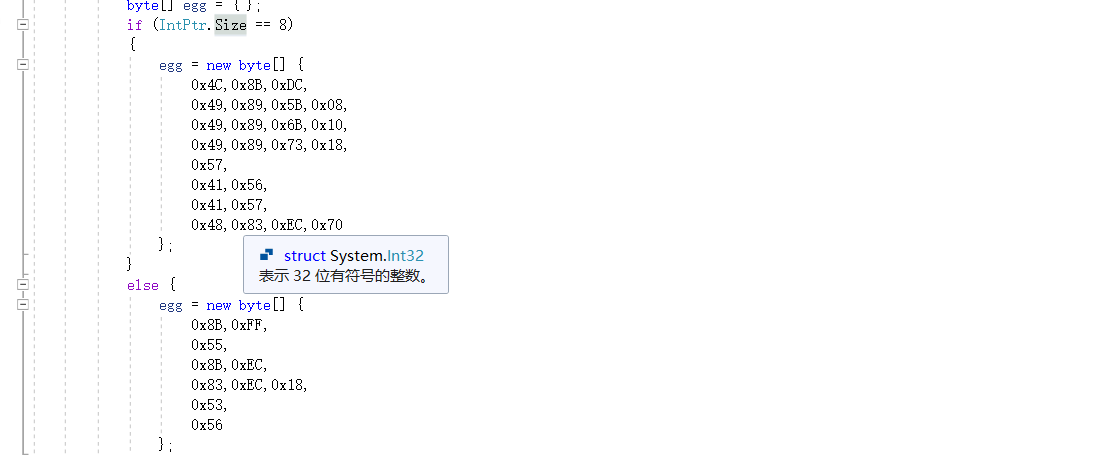 byte[] egg = { };
if (IntPtr.Size == 8)
{
egg = new byte[] {
0x4C,0x8B,0xDC,
0x49,0x89,0x5B,0x08,
0x49,0x89,0x6B,0x10,
0x49,0x89,0x73,0x18,
0x57,
0x41,0x56,
0x41,0x57,
0x48,0x83,0xEC,0x70
};
struct System.Int32
表示 32 位有符号的整数。
}
else {
egg = new byte[] {
0x8B,0xFF,
0x55,
0x8B,0xEC,
0x83,0xEC,0x18,
0x53,
0x56
};